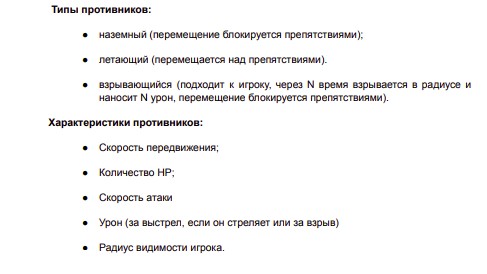 Типы противников:
● наземный (перемещение блокируется препятствиями);
● летающий (перемещается над препятствиями).
● взрывающийся (подходит к игроку, через N время взрывается в радиусе и
наносит N урон, перемещение блокируется препятствиями).
Характеристики противников:
● Скорость передвижения;
● Количество HP;
● Скорость атаки
● Урон (за выстрел, если он стреляет или за взрыв)
● Радиус видимости игрока.